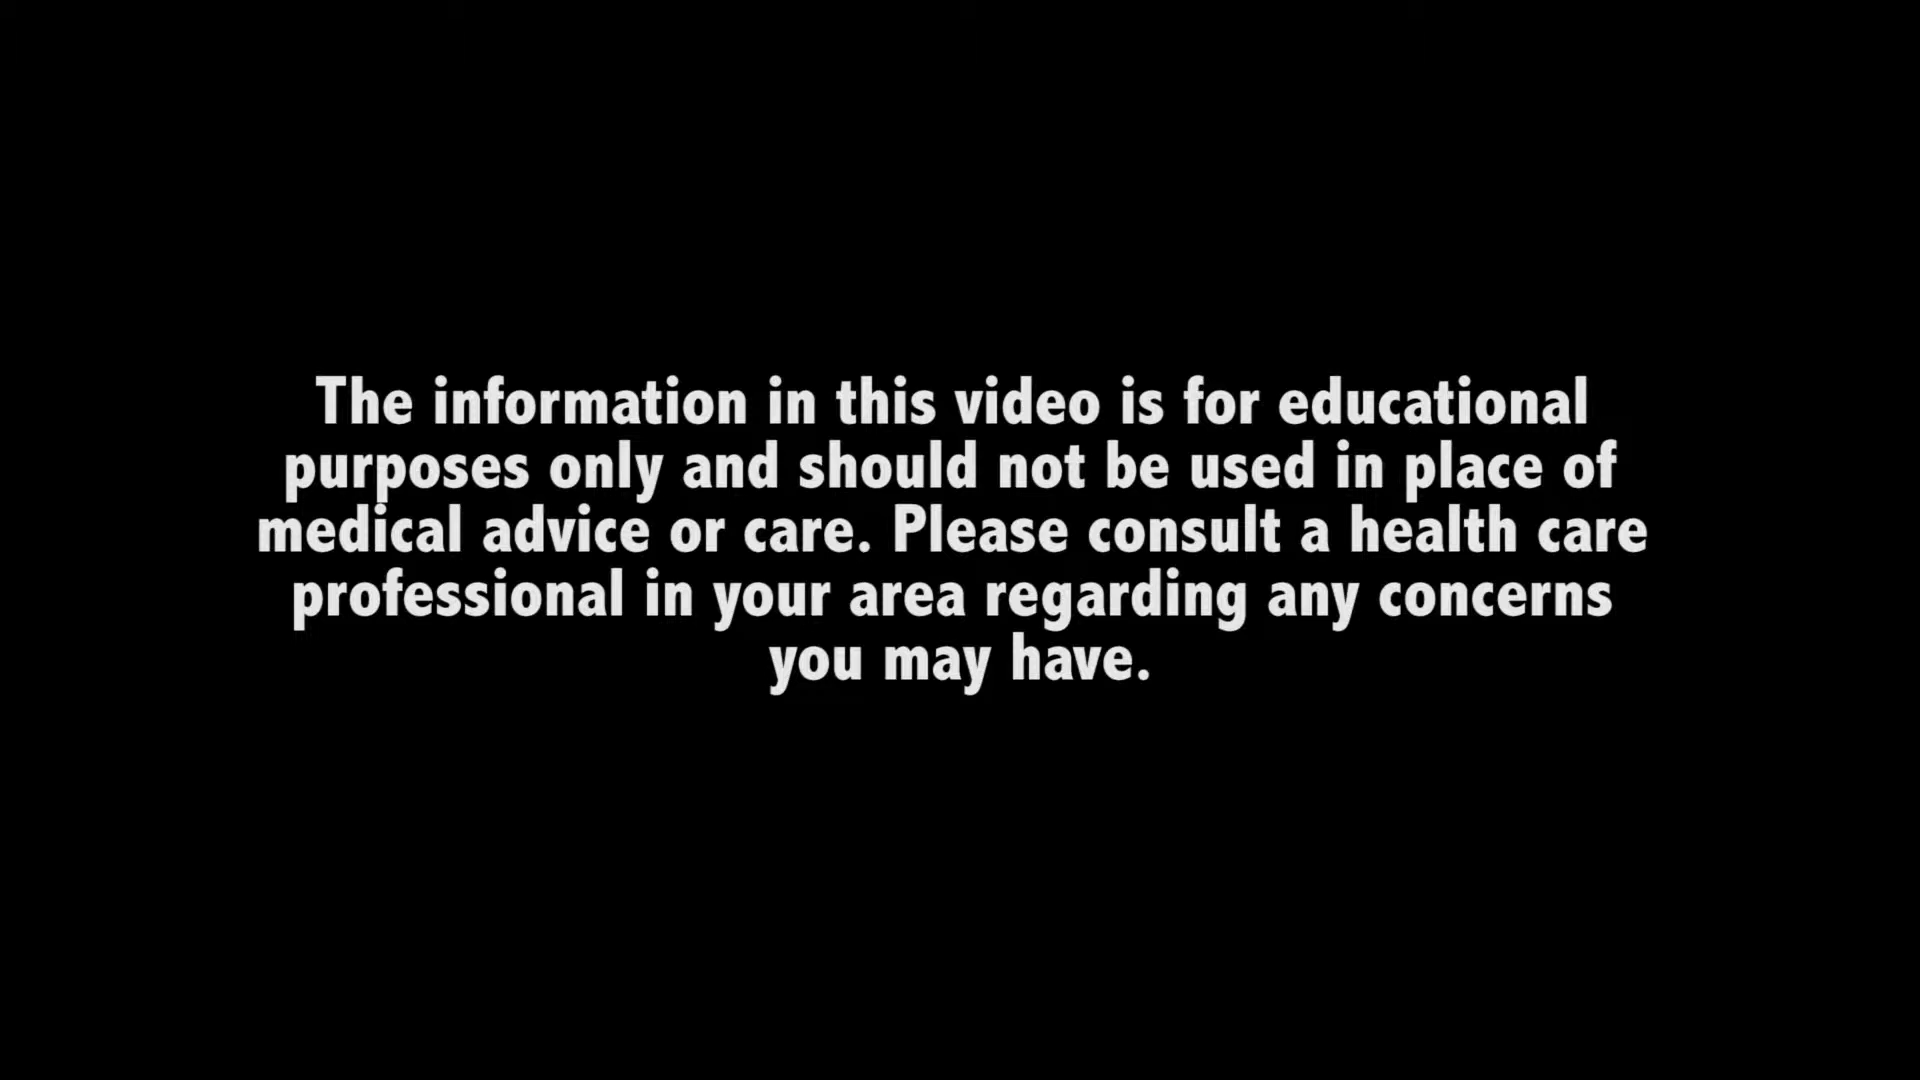 The information in this video is for educational
purposes only and should not be used in place of
medical advice or care. Please consult a health care
professional in your area regarding any concerns
you may have.